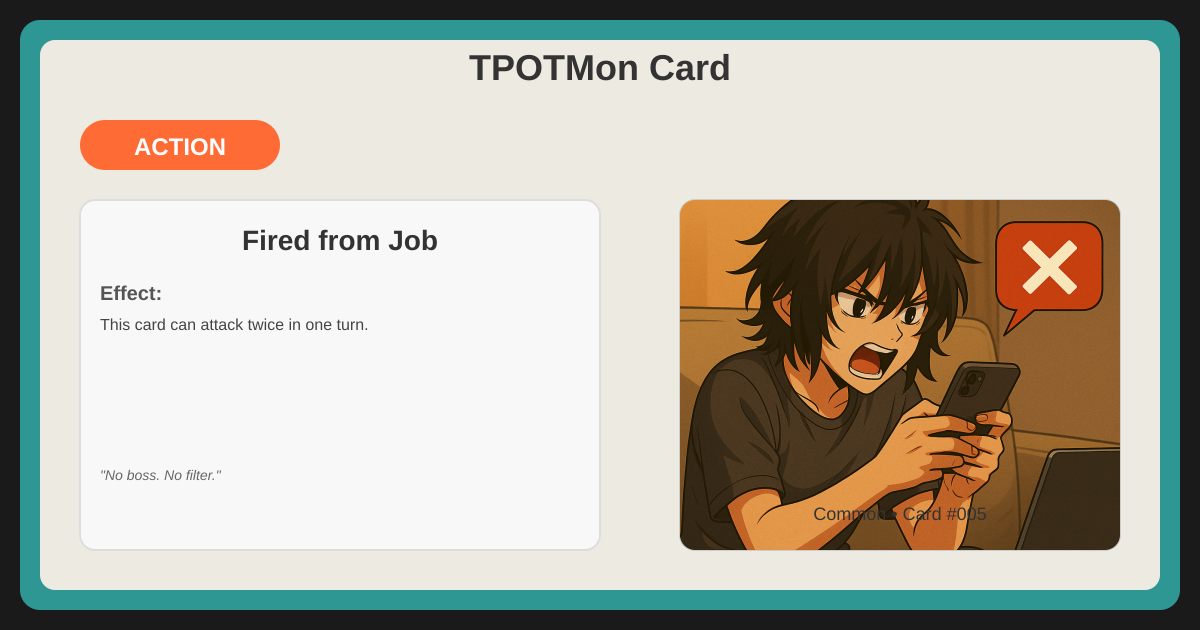 TPOTMon Card
ACTION
Fired from Job
Effect:
This card can attack twice in one turn.
"No boss. No filter."
Common • Card #005